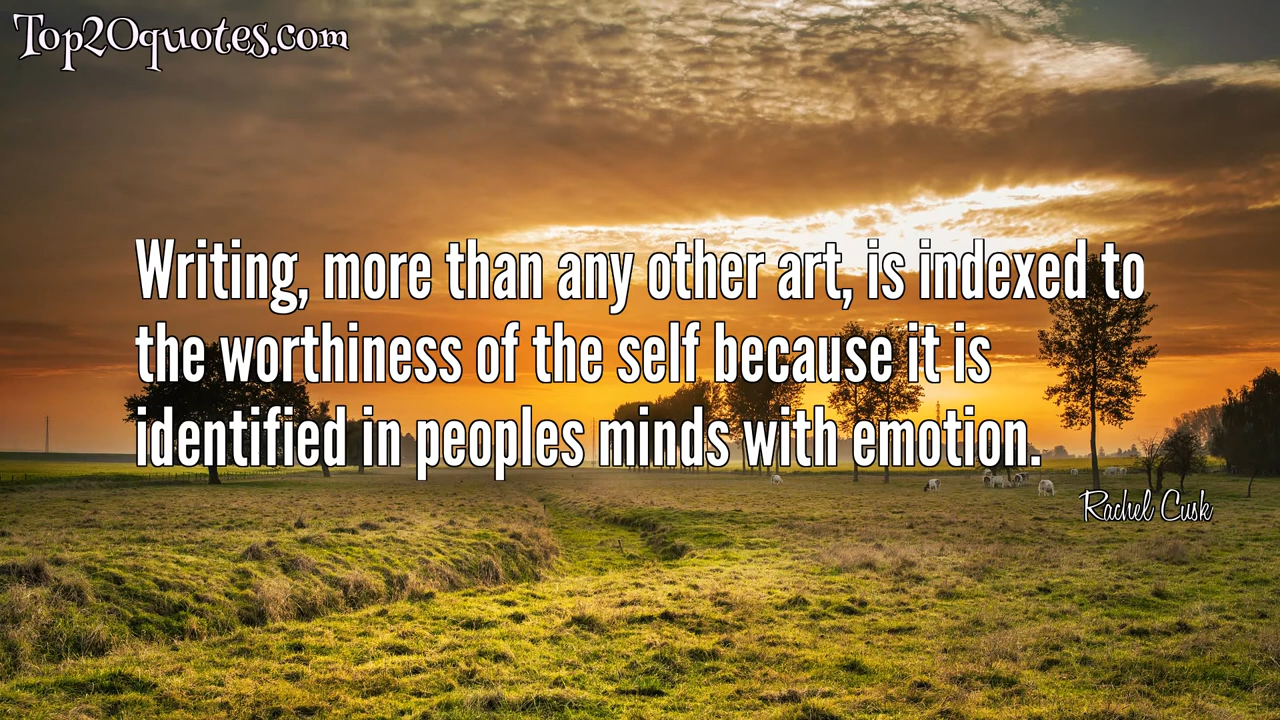 Top20quotes.com
Writing, more than any other art, is indexed to
the worthiness of the self because it is
identified in peoples minds with emotion.
Rachel Cusk